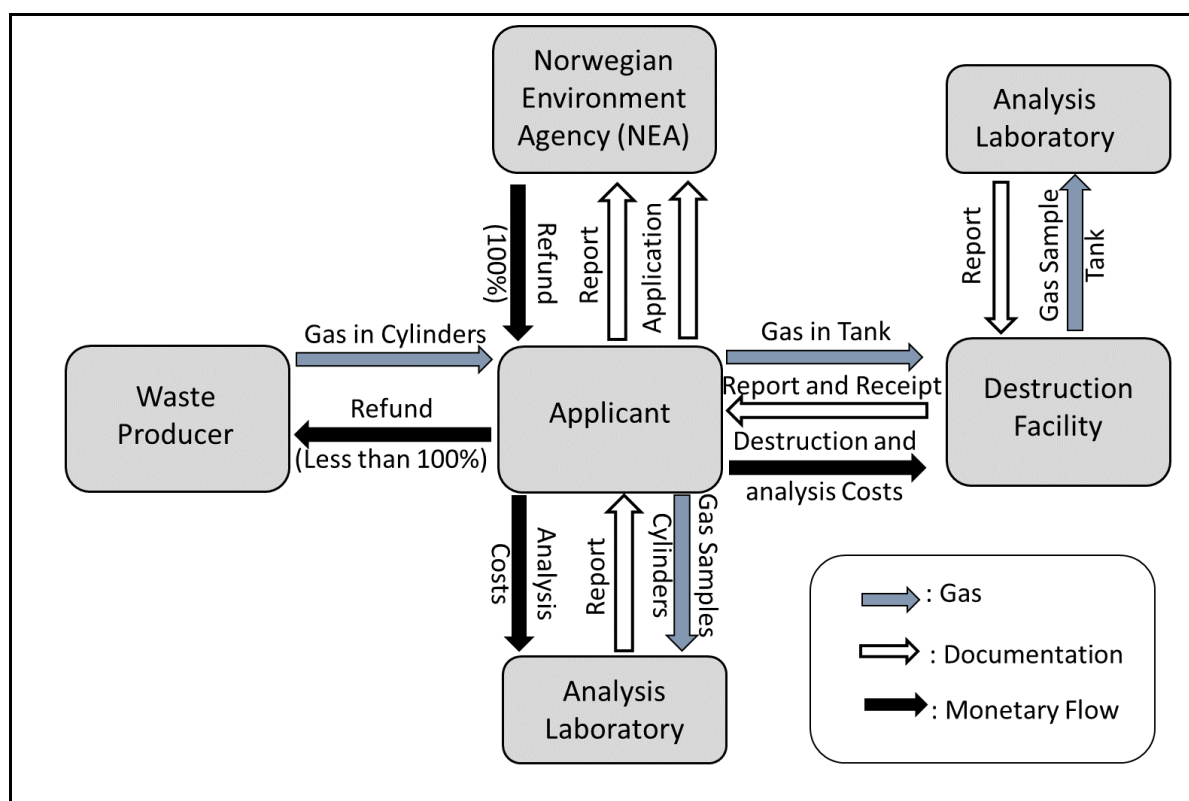 Norwegian
Environment
Agency (NEA)
Analysis
Laboratory
Refund
(100%)
Report
Application
Report
Gas Sample
Tank
Gas in Cylinders
Gas in Tank
Waste
Producer
Refund
(Less than 100%)
Applicant
Report and Receipt
Destruction and
analysis Costs
Destruction
Facility
Analysis
Costs
Report
Gas Samples
Cylinders
Analysis
Laboratory
: Gas
: Documentation
: Monetary Flow